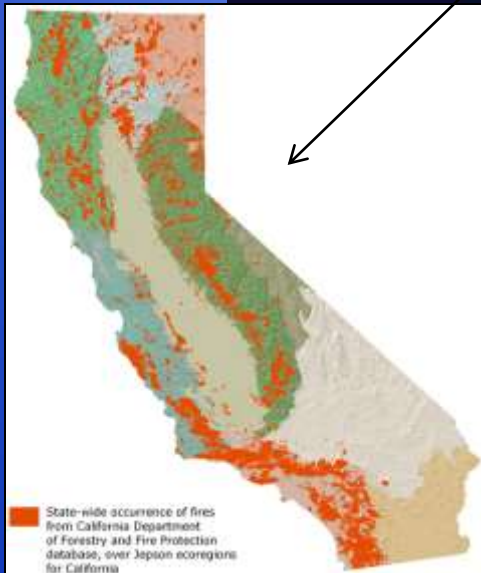 State-wide occurrence of fires
from California Department
of Forestry and Fire Protection
database, over Jepson ecoregions
for California